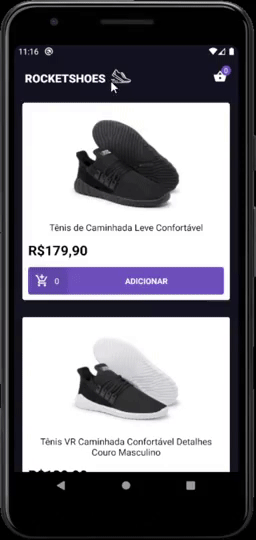 11:16
ROCKETSHOES
0
Tênis de Caminhada Leve Confortável
R$179,90
0 ADICIONAR
Tênis VR Caminhada Confortável Detalhes
Couro Masculino